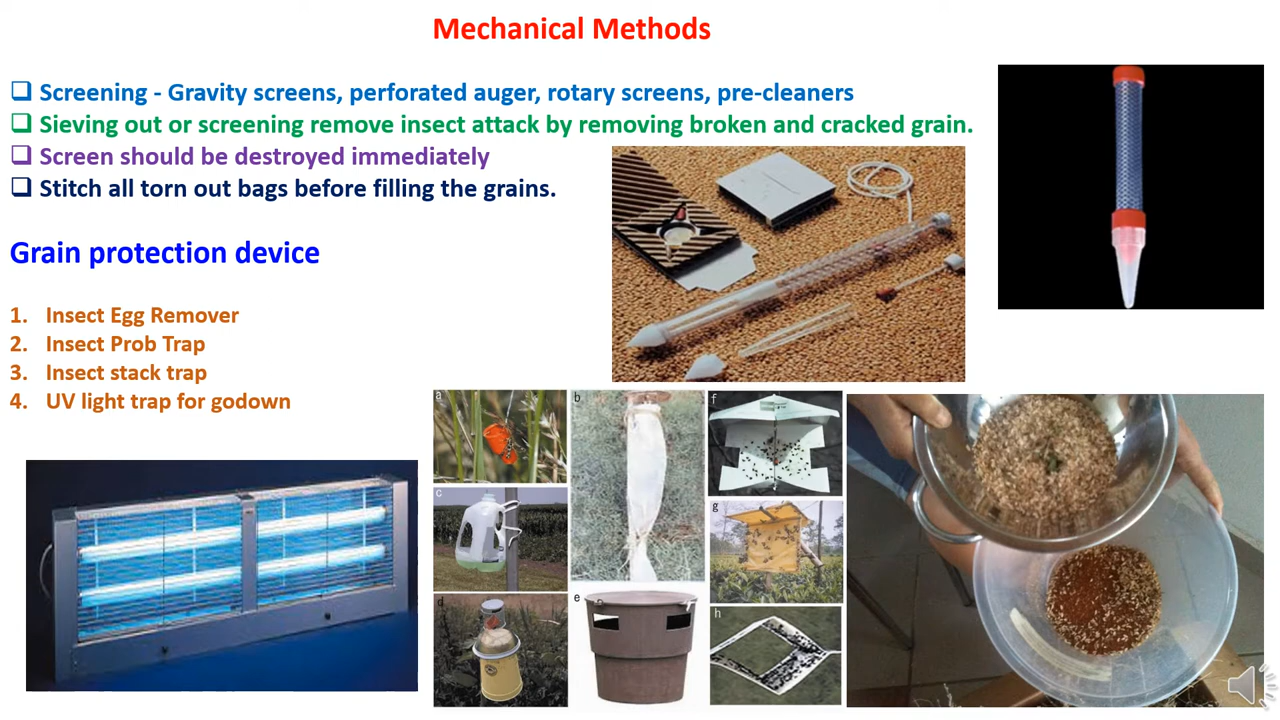 Mechanical Methods
❑ Screening - Gravity screens, perforated auger, rotary screens, pre-cleaners
❑ Sieving out or screening remove insect attack by removing broken and cracked grain.
❑ Screen should be destroyed immediately
❑ Stitch all torn out bags before filling the grains.
Grain protection device
1. Insect Egg Remover
2. Insect Prob Trap
3. Insect stack trap
4. UV light trap for godown
a
b
f
c
g
d
e
h